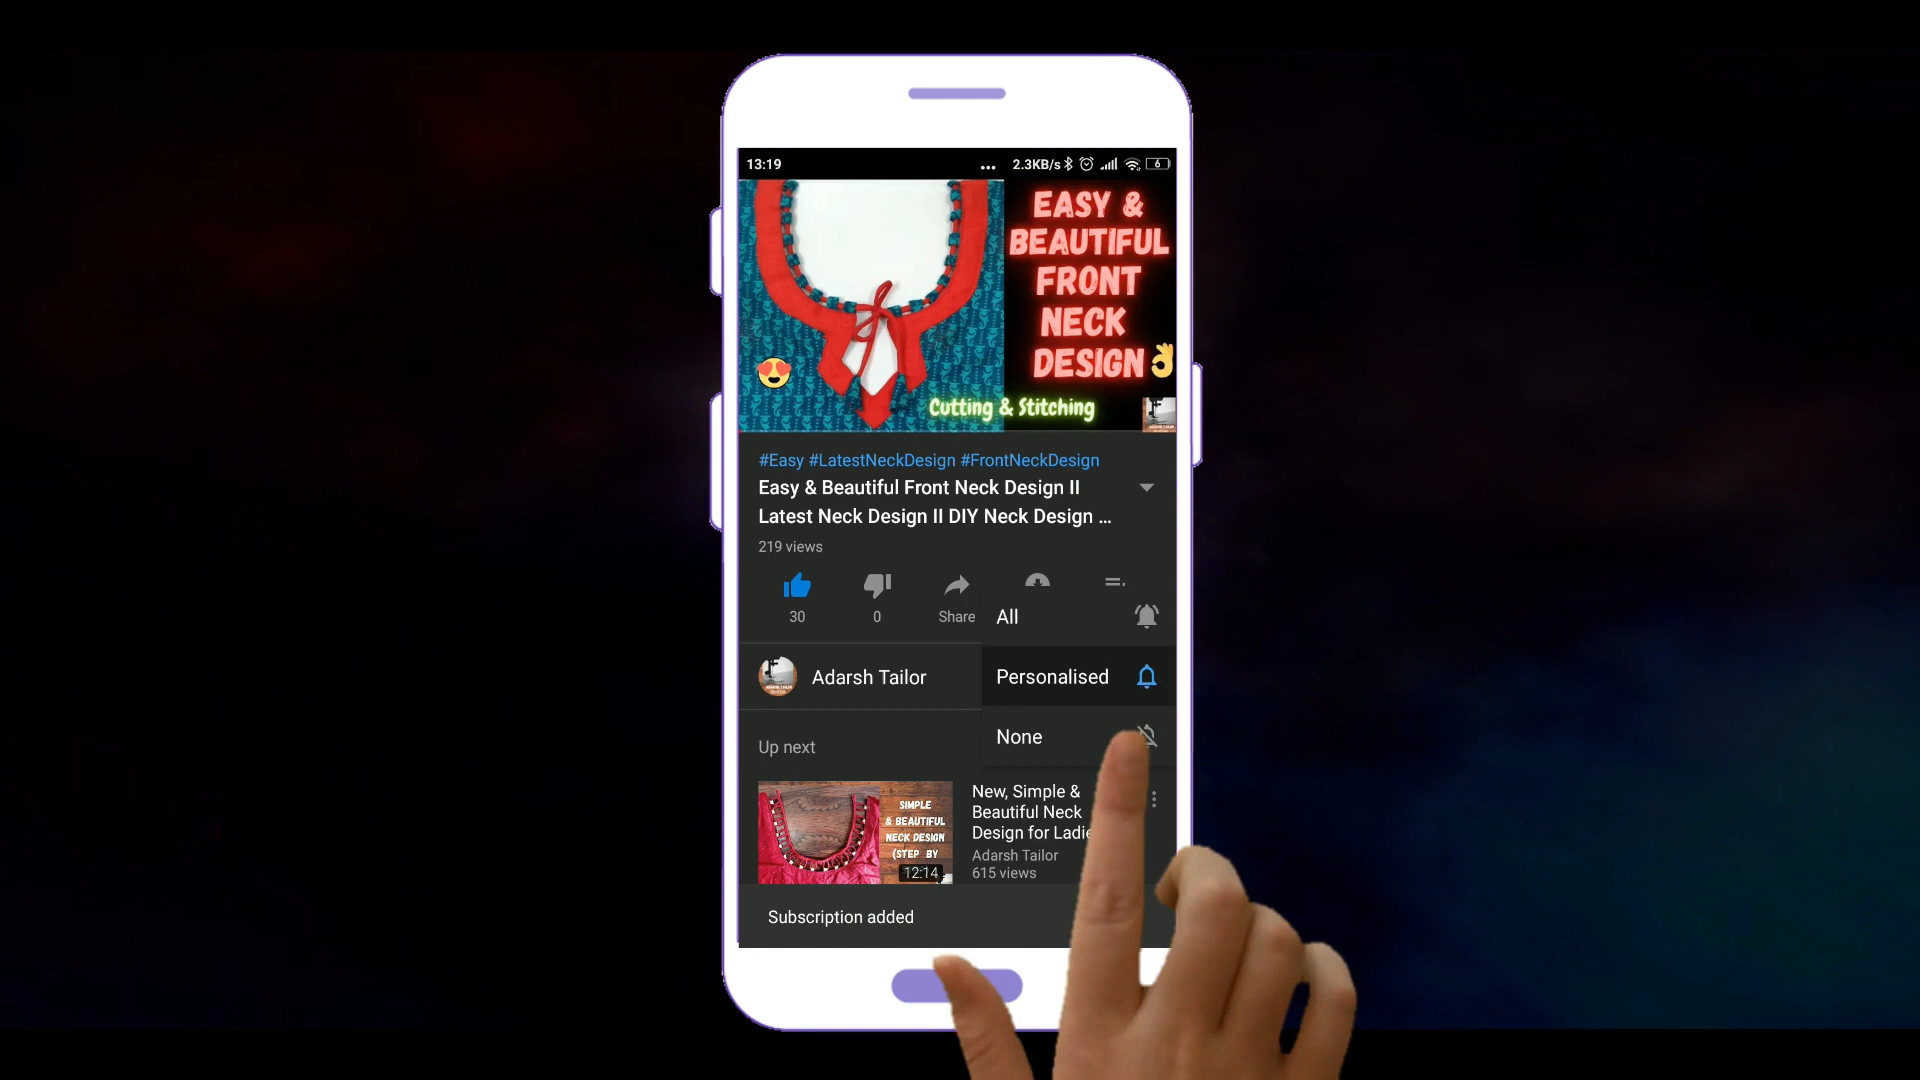 13:19
... 2.3KB/s 6
EASY &
BEAUTIFUL
FRONT
NECK
DESIGN
Cutting & Stitching
#Easy #LatestNeckDesign #FrontNeckDesign
Easy & Beautiful Front Neck Design II
Latest Neck Design II DIY Neck Design ...
219 views
30
0
Share
All
Adarsh Tailor
Personalised
None
Up next
SIMPLE
& BEAUTIFUL
NECK DESIGN
(STEP BY
12:14
New, Simple &
Beautiful Neck
Design for Ladie
Adarsh Tailor
615 views
Subscription added